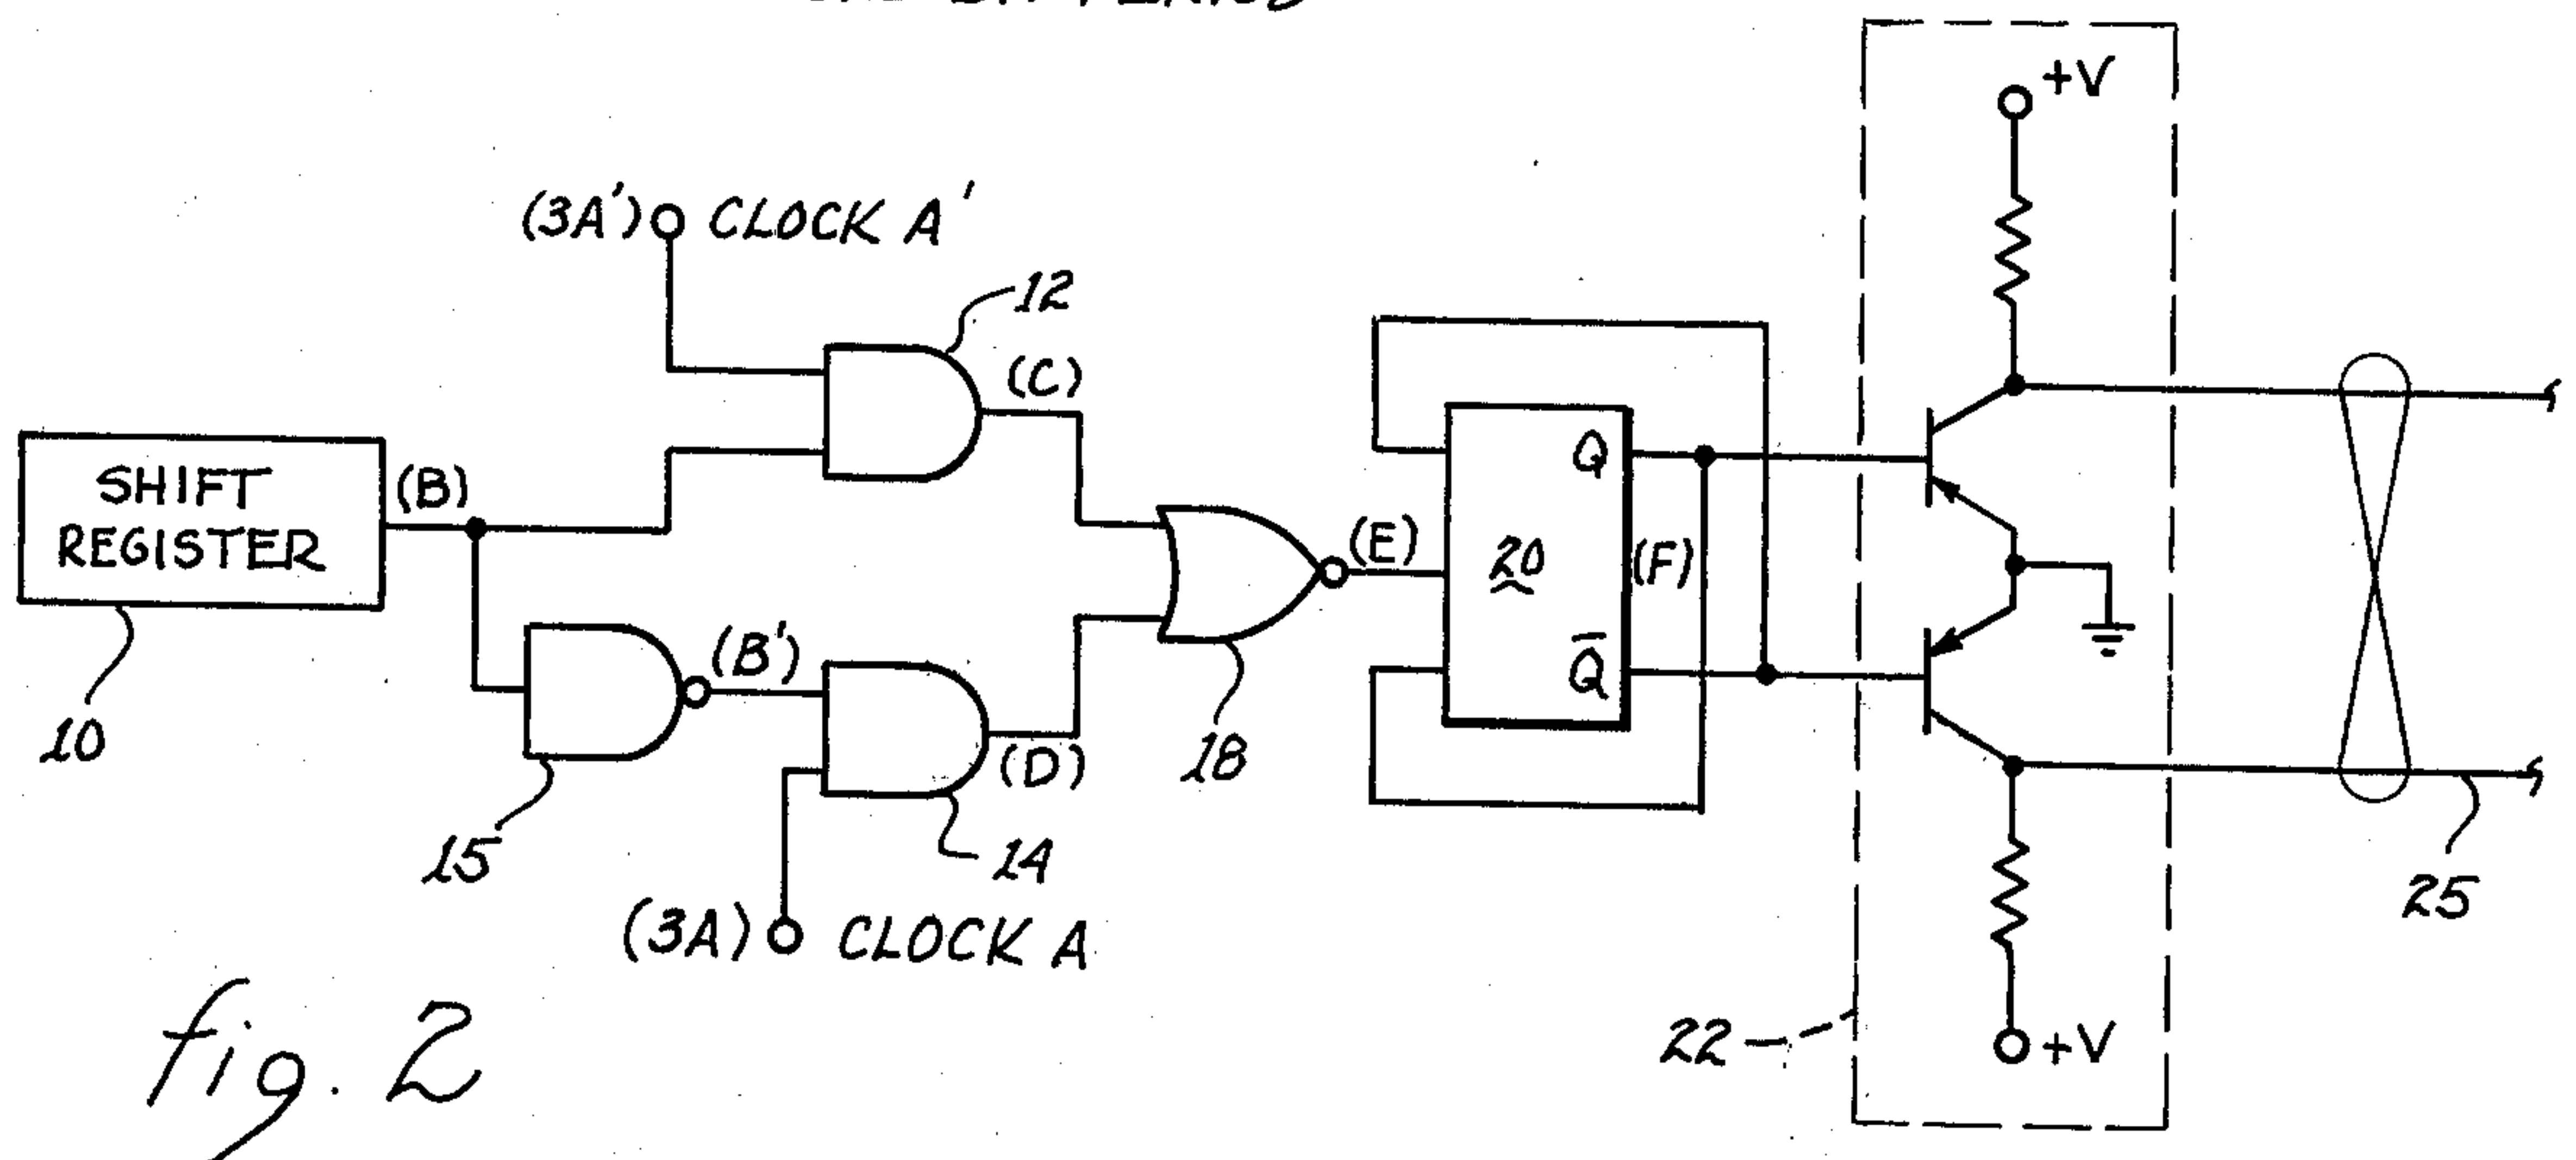 +V
(3A') CLOCK A'
12
(C)
SHIFT
REGISTER
(B)
Q
(E)
20
(F)
(B')
Q̅
10
(D)
18
15
14
25
(3A) CLOCK A
22
+V
fig. 2